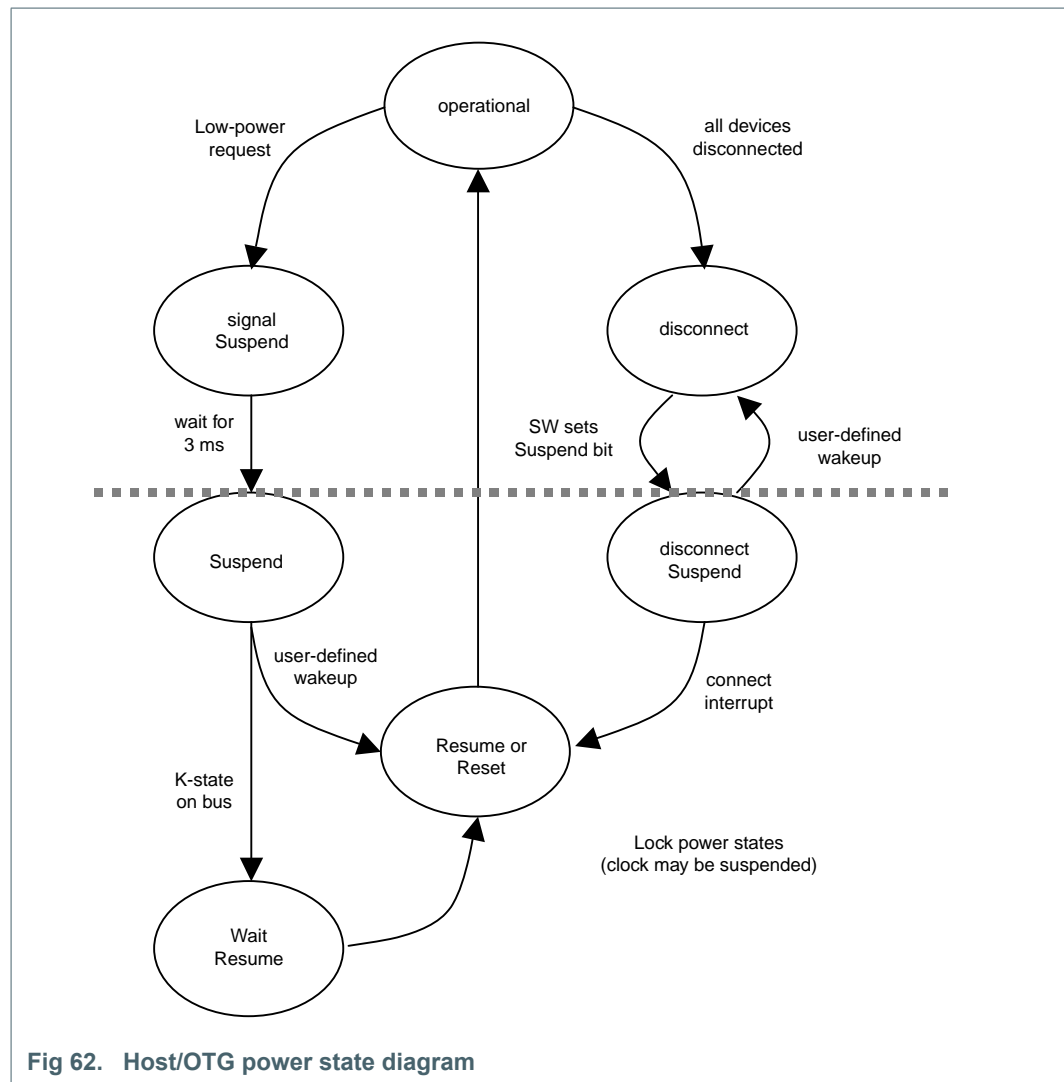 operational
Low-power
request
all devices
disconnected
signal
Suspend
disconnect
wait for
3 ms
SW sets
Suspend bit
user-defined
wakeup
Suspend
disconnect
Suspend
user-defined
wakeup
connect
interrupt
Resume or
Reset
K-state
on bus
Lock power states
(clock may be suspended)
Wait
Resume
Fig 62. Host/OTG power state diagram